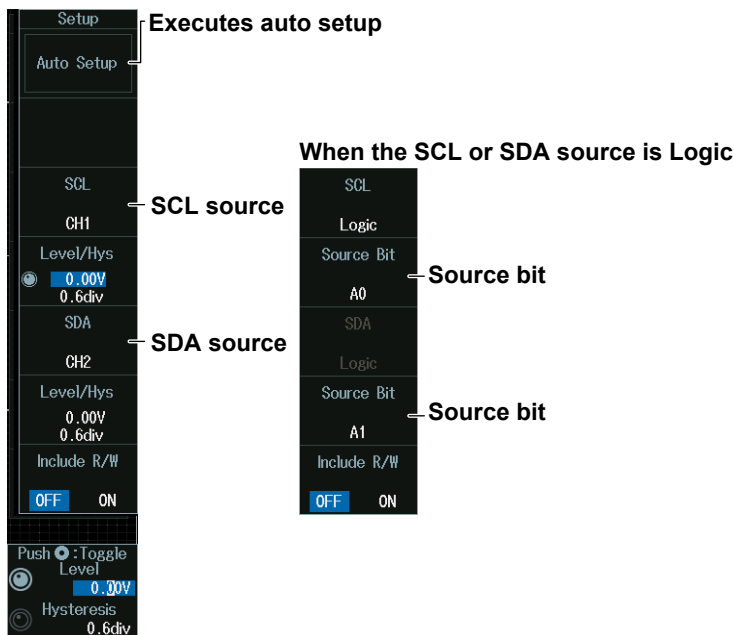 Setup
Executes auto setup
Auto Setup
When the SCL or SDA source is Logic
SCL
SCL source
CH1
Level/Hys
0.00V
0.6div
SDA
SDA source
CH2
Level/Hys
0.00V
0.6div
Include R/W
OFF ON
Push :Toggle
Level
0.00V
Hysteresis
0.6div
SCL
Logic
Source Bit
Source bit
A0
SDA
Logic
Source Bit
Source bit
A1
Include R/W
OFF ON